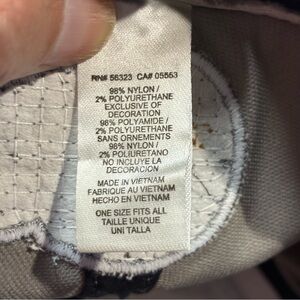 RN# 56323 CA# 05553
98% NYLON /
2% POLYURETHANE
EXCLUSIVE OF
DECORATION
98% POLYAMIDE /
2% POLYURETHANE
SANS ORNEMENTS
98% NYLON /
2% POLIURETANO
NO INCLUYE LA
DECORACION
MADE IN VIETNAM
FABRIQUE AU VIETNAM
HECHO EN VIETNAM
ONE SIZE FITS ALL
TAILLE UNIQUE
UNI TALLA